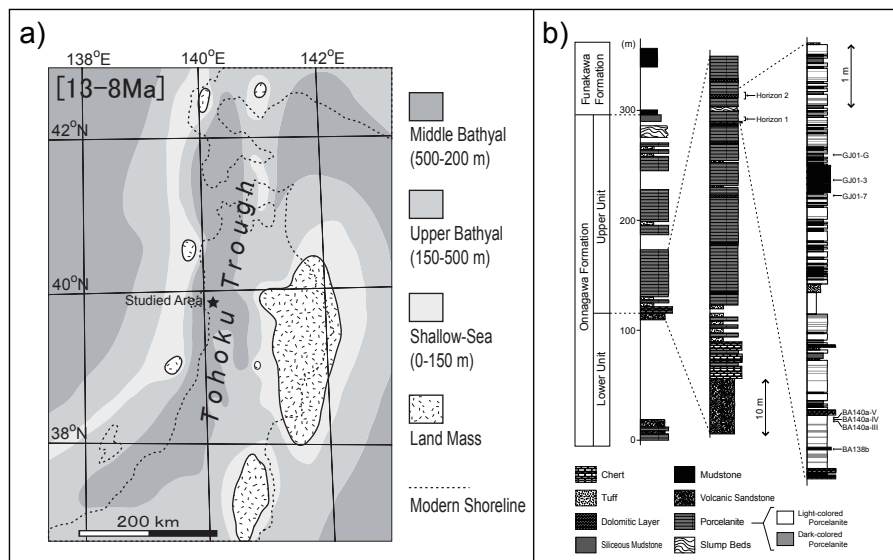 a)
138°E
140°E
142°E
[13-8Ma]
42°N
40°N
38°N
Tohoku Trough
Studied Area
200 km
Middle Bathyal
(500-200 m)
Upper Bathyal
(150-500 m)
Shallow-Sea
(0-150 m)
Land Mass
Modern Shoreline
b)
(m)
300
200
100
0
Funakawa
Formation
Onnagawa Formation
Upper Unit
Lower Unit
Horizon 2
Horizon 1
10 m
1 m
GJ01-G
GJ01-3
GJ01-7
BA140a-V
BA140a-IV
BA140a-III
BA138b
Chert
Mudstone
Tuff
Volcanic Sandstone
Dolomitic Layer
Porcelanite
Siliceous Mudstone
Slump Beds
Light-colored
Porcelanite
Dark-colored
Porcelanite